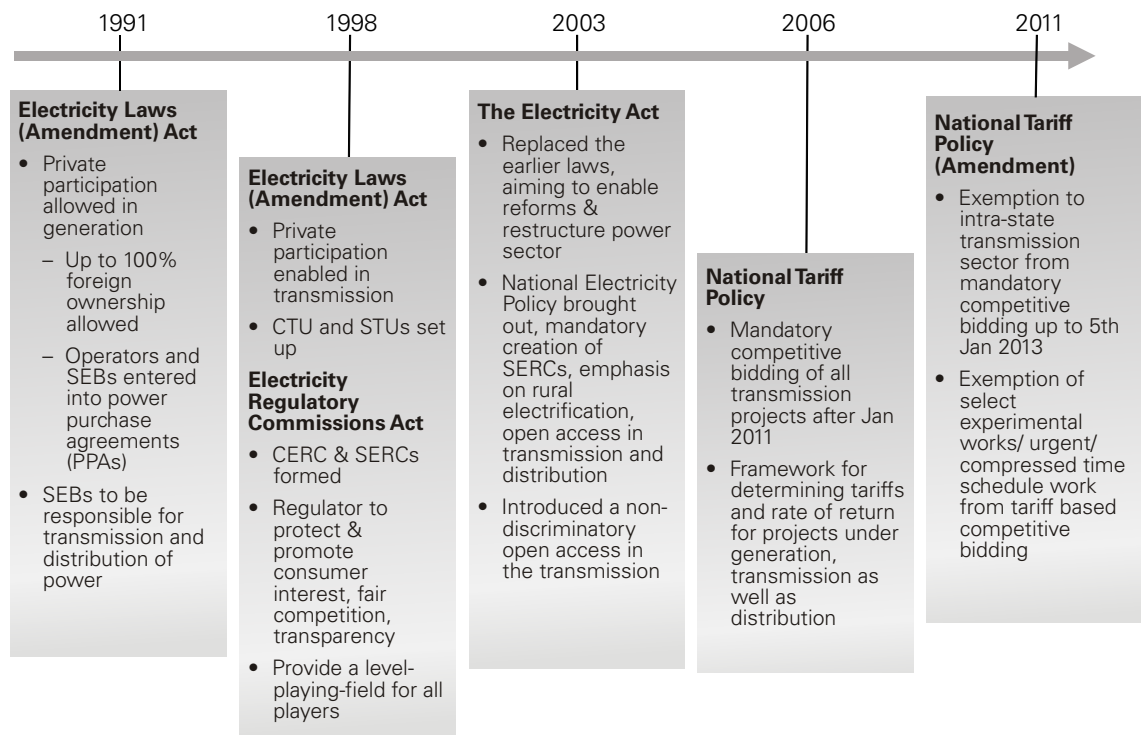 1991
1998
2003
2006
2011
Electricity Laws
(Amendment) Act
• Private
participation
allowed in
generation
– Up to 100%
foreign
ownership
allowed
– Operators and
SEBs entered
into power
purchase
agreements
(PPAs)
• SEBs to be
responsible for
transmission and
distribution of
power
Electricity Laws
(Amendment) Act
• Private
participation
enabled in
transmission
• CTU and STUs set
up
Electricity
Regulatory
Commissions Act
• CERC & SERCs
formed
• Regulator to
protect &
promote
consumer
interest, fair
competition,
transparency
• Provide a level-
playing-field for all
players
The Electricity Act
• Replaced the
earlier laws,
aiming to enable
reforms &
restructure power
sector
• National Electricity
Policy brought
out, mandatory
creation of
SERCs, emphasis
on rural
electrification,
open access in
transmission and
distribution
• Introduced a non-
discriminatory
open access in
the transmission
National Tariff
Policy
• Mandatory
competitive
bidding of all
transmission
projects after Jan
2011
• Framework for
determining tariffs
and rate of return
for projects under
generation,
transmission as
well as
distribution
National Tariff
Policy
(Amendment)
• Exemption to
intra-state
transmission
sector from
mandatory
competitive
bidding up to 5th
Jan 2013
• Exemption of
select
experimental
works/ urgent/
compressed time
schedule work
from tariff based
competitive
bidding